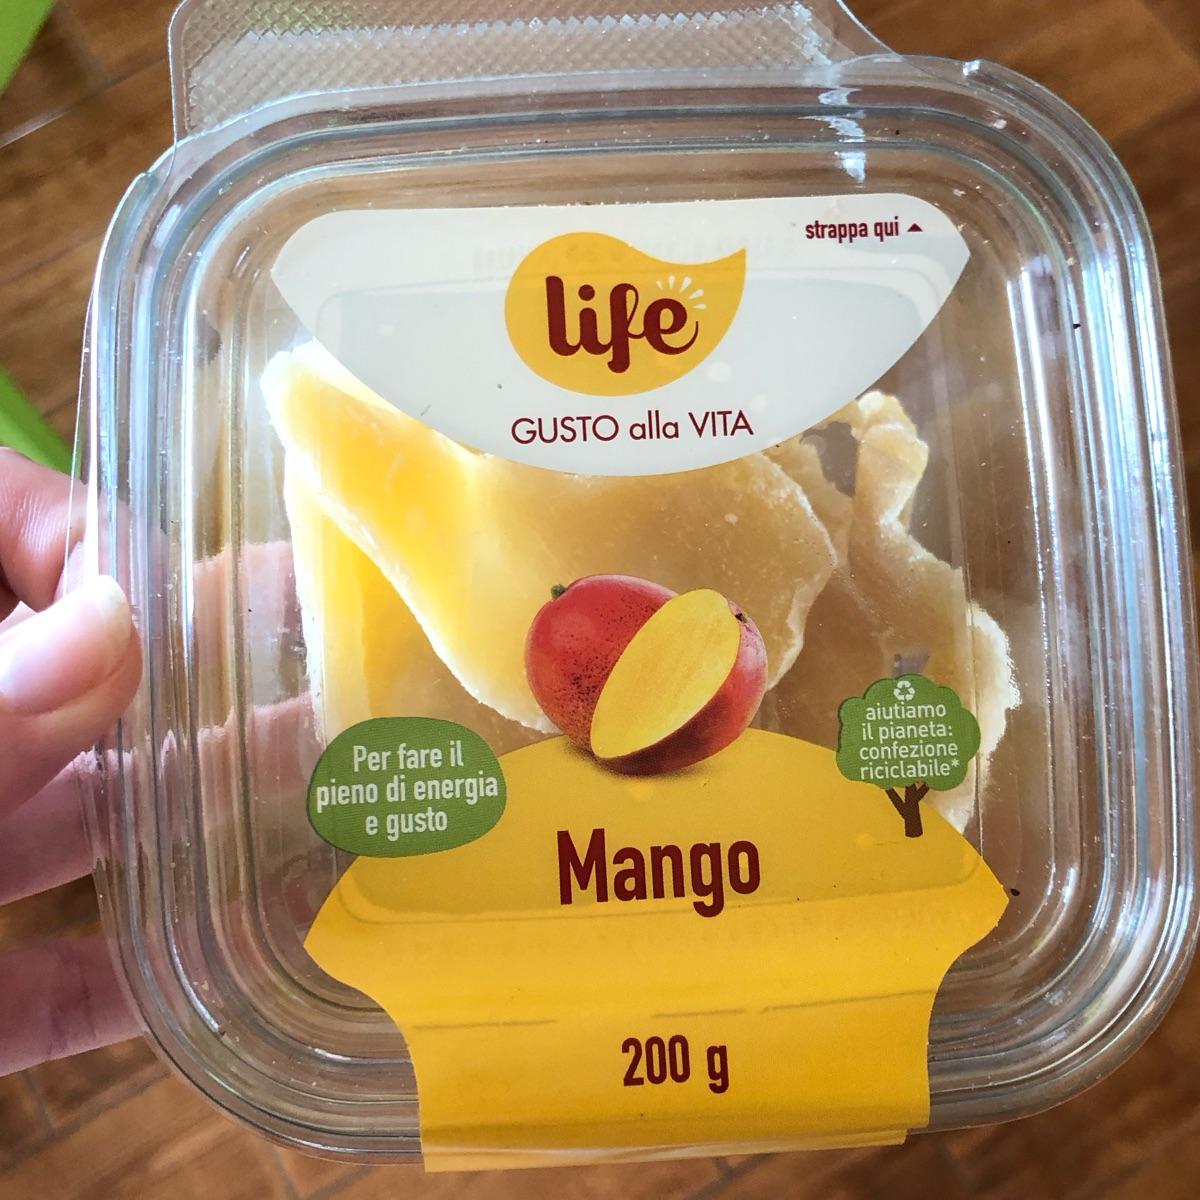 strappa qui
life
GUSTO alla VITA
Per fare il
pieno di energia
e gusto
aiutiamo
il pianeta:
confezione
riciclabile*
Mango
200 g